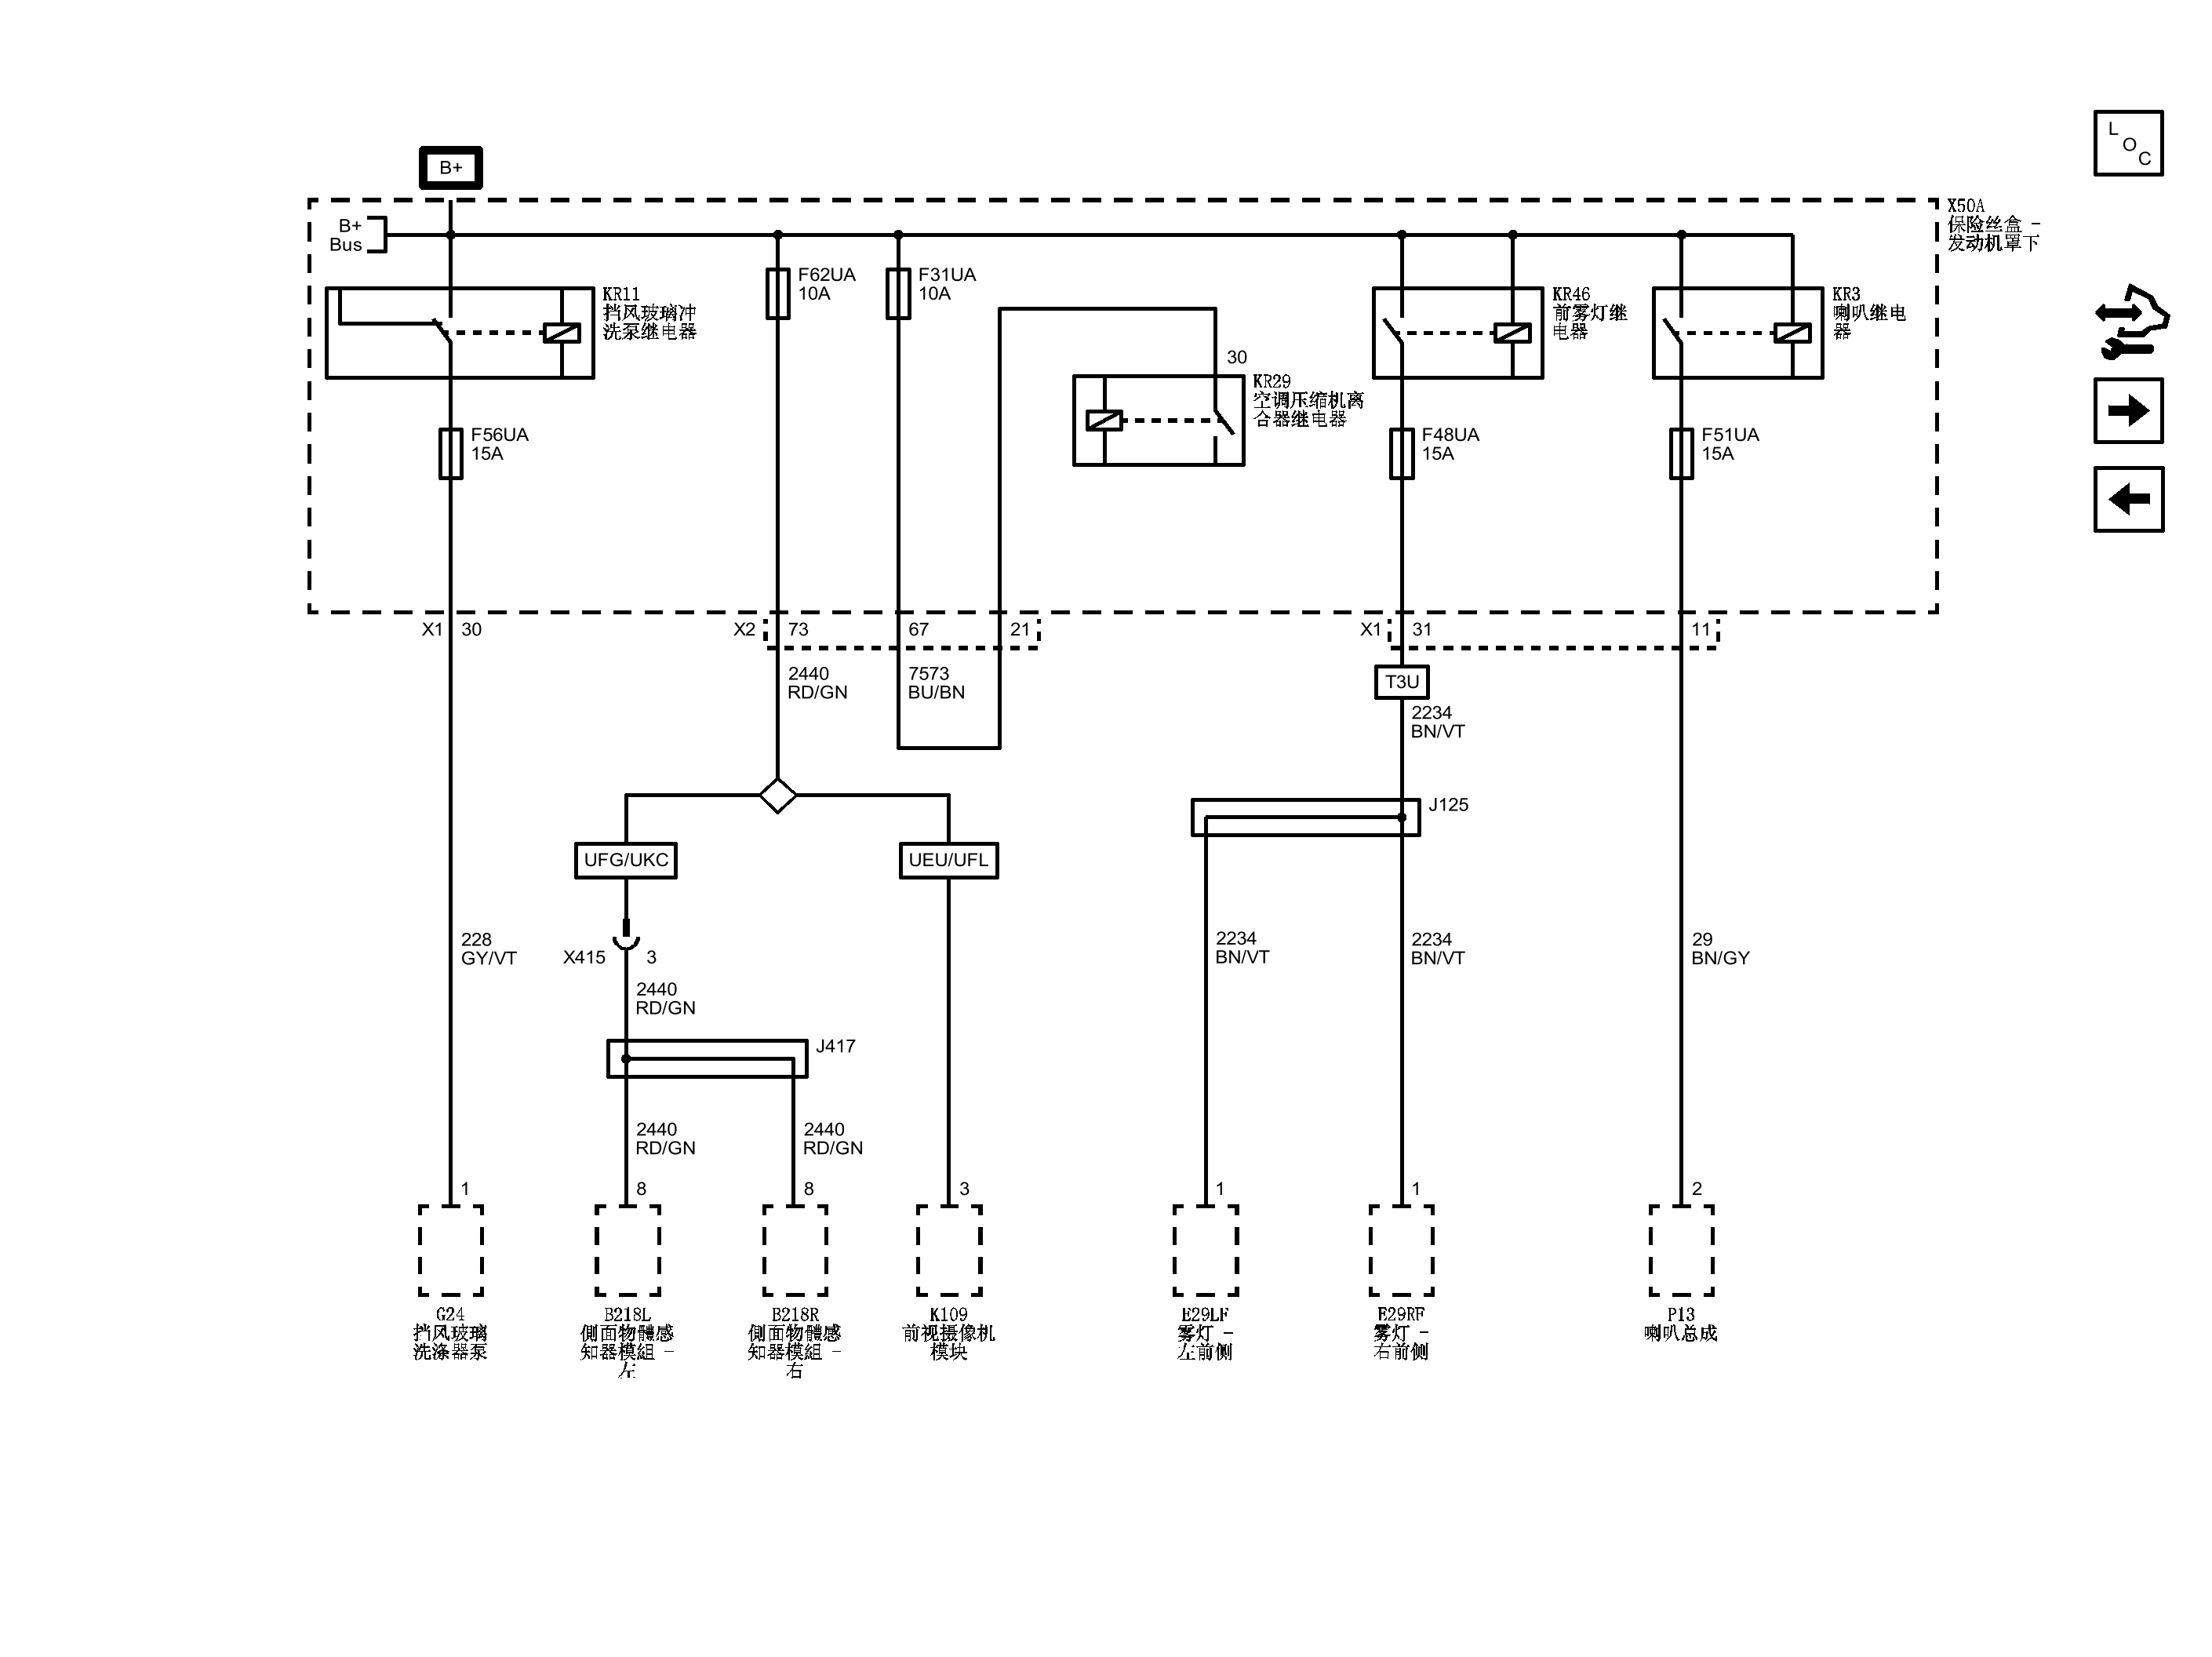 L
O
C
B+
X50A
保险丝盒 -
发动机罩下
B+
Bus
F62UA
10A
F31UA
10A
KR11
挡风玻璃冲
洗泵继电器
KR46
前雾灯继
电器
KR3
喇叭继电
器
30
KR29
空调压缩机离
合器继电器
F56UA
15A
F48UA
15A
F51UA
15A
X1 30
X2 73 67 21
X1 31 11
2440
RD/GN
7573
BU/BN
T3U
2234
BN/VT
J125
UFG/UKC
UEU/UFL
228
GY/VT
X415 3
2234
BN/VT
2234
BN/VT
29
BN/GY
2440
RD/GN
J417
2440
RD/GN
2440
RD/GN
1 8 8 3 1 1 2
G24
挡风玻璃
洗涤器泵
B218L
側面物體感
知器模組 -
左
B218R
側面物體感
知器模組 -
右
K109
前视摄像机
模块
E29LF
雾灯 -
左前侧
E29RF
雾灯 -
右前侧
P13
喇叭总成